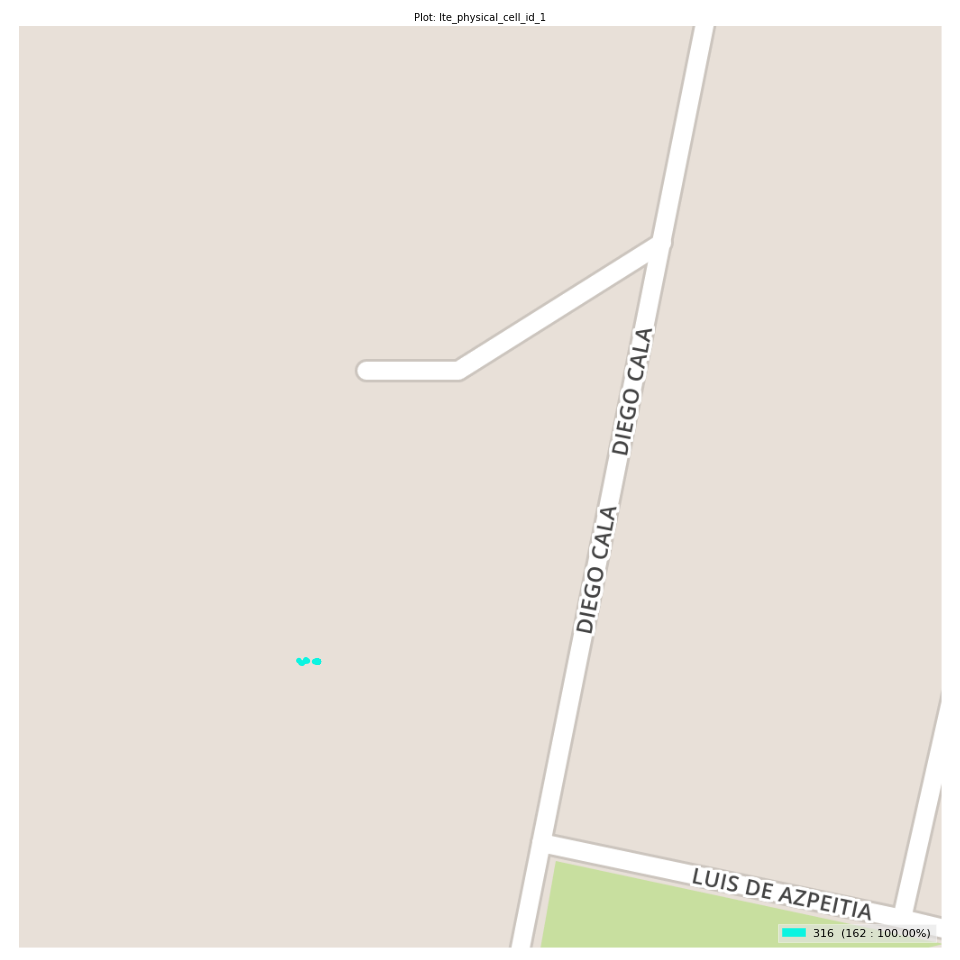 Plot: lte_physical_cell_id_1
DIEGO CALA
DIEGO CALA
LUIS DE AZPEITIA
316 (162 : 100.00%)